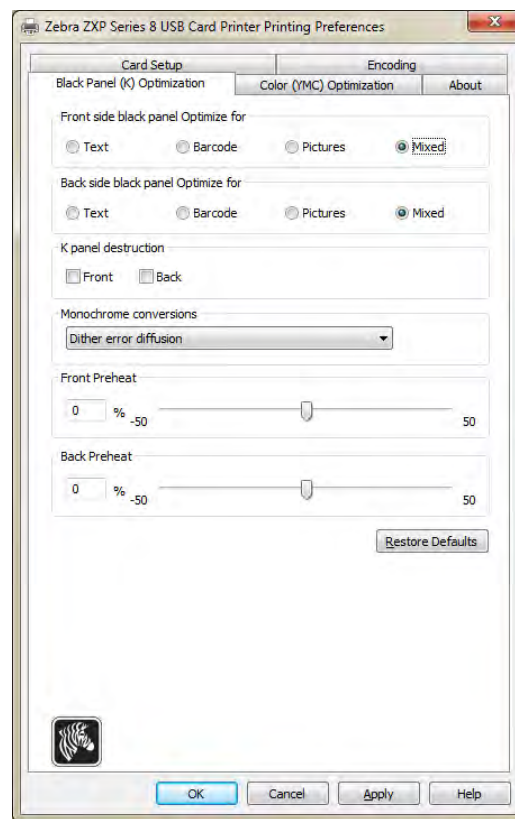 Zebra ZXP Series 8 USB Card Printer Printing Preferences
Card Setup Encoding
Black Panel (K) Optimization Color (YMC) Optimization About
Front side black panel Optimize for
Text Barcode Pictures Mixed
Back side black panel Optimize for
Text Barcode Pictures Mixed
K panel destruction
Front Back
Monochrome conversions
Dither error diffusion
Front Preheat
0 % -50 50
Back Preheat
0 % -50 50
Restore Defaults
OK Cancel Apply Help